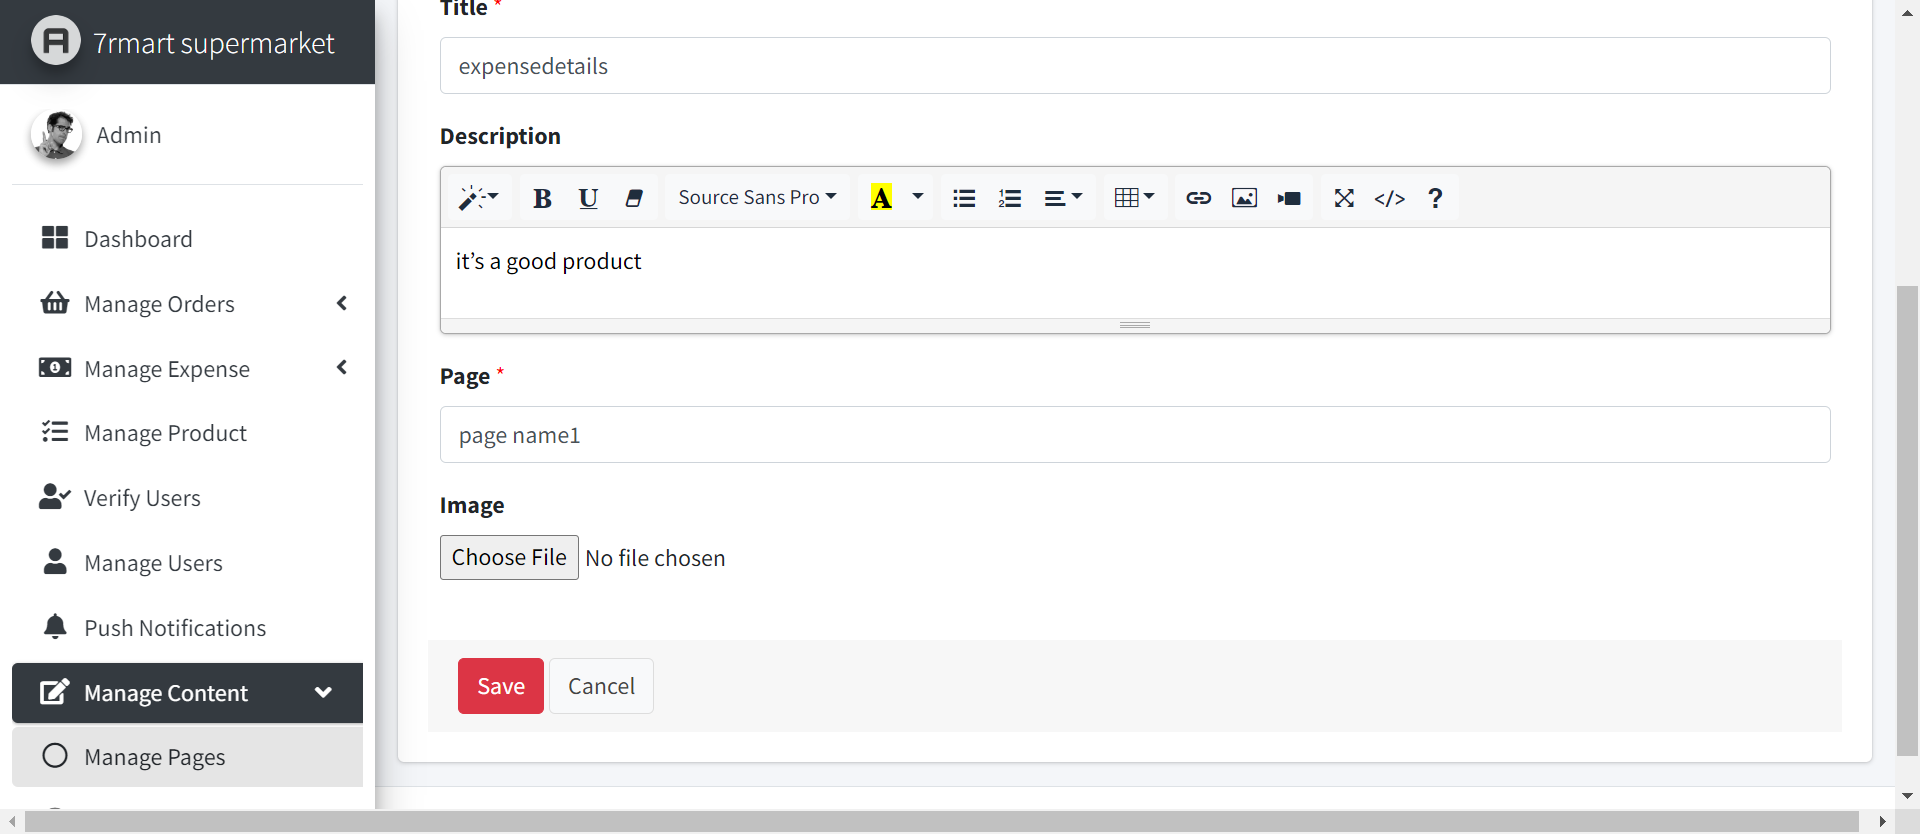 7rmart supermarket
Admin
Dashboard
Manage Orders
Manage Expense
Manage Product
Verify Users
Manage Users
Push Notifications
Manage Content
Manage Pages
Title *
expensedetails
Description
B U Source Sans Pro A </> ?
it’s a good product
Page *
page name1
Image
Choose File No file chosen
Save Cancel